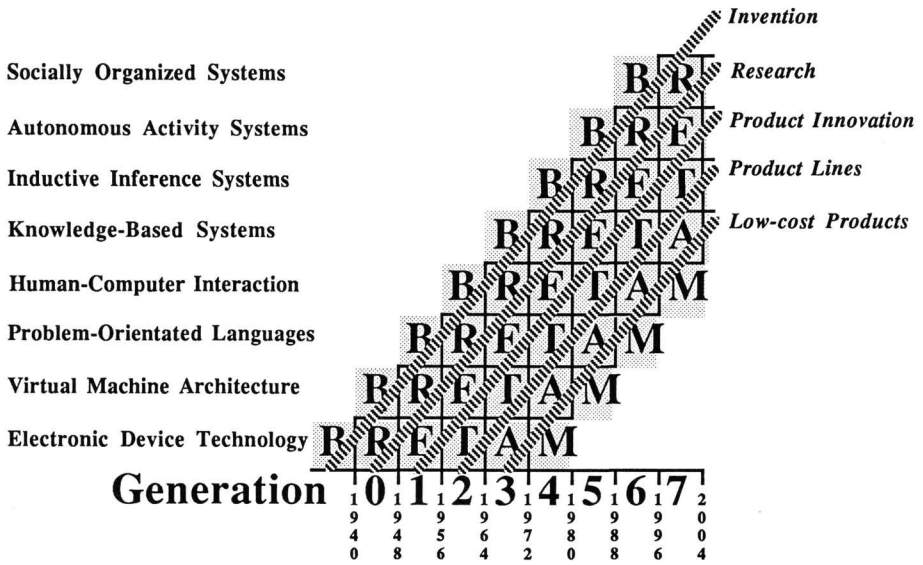 Invention
Socially Organized Systems B R Research
Autonomous Activity Systems B R E Product Innovation
Inductive Inference Systems B R E T Product Lines
Knowledge-Based Systems B R E T A Low-cost Products
Human-Computer Interaction B R E T A M
Problem-Orientated Languages B R E T A M
Virtual Machine Architecture B R E T A M
Electronic Device Technology B R E T A M
Generation 0 1 2 3 4 5 6 7
1940 1948 1956 1964 1972 1980 1988 1996 2004